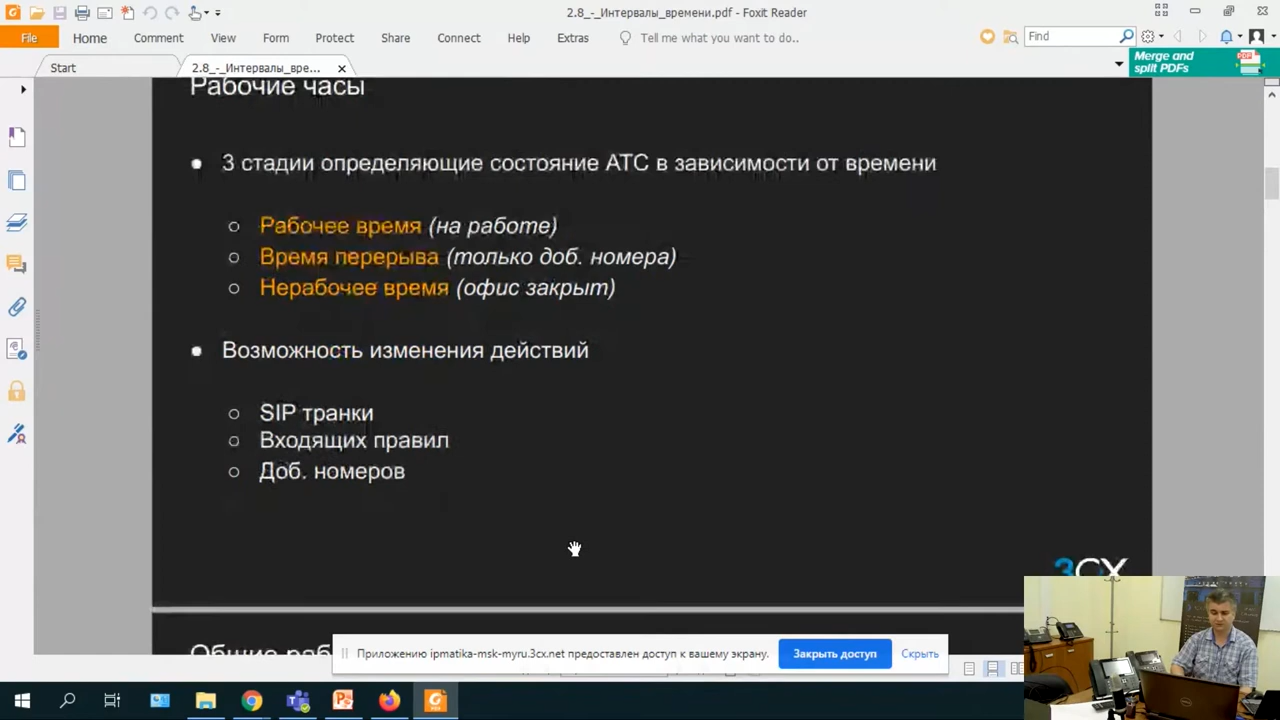 2.8_-_Интервалы_времени.pdf - Foxit Reader
File
Home
Comment
View
Form
Protect
Share
Connect
Help
Extras
Tell me what you want to do..
Find
Start
2.8_-_Интервалы_вре...
Merge and
split PDFs
Рабочие часы
3 стадии определяющие состояние АТС в зависимости от времени
Рабочее время (на работе)
Время перерыва (только доб. номера)
Нерабочее время (офис закрыт)
Возможность изменения действий
SIP транки
Входящих правил
Доб. номеров
3CX
Общие раб
Приложению ipmatika-msk-myru.3cx.net предоставлен доступ к вашему экрану.
Закрыть доступ
Скрыть